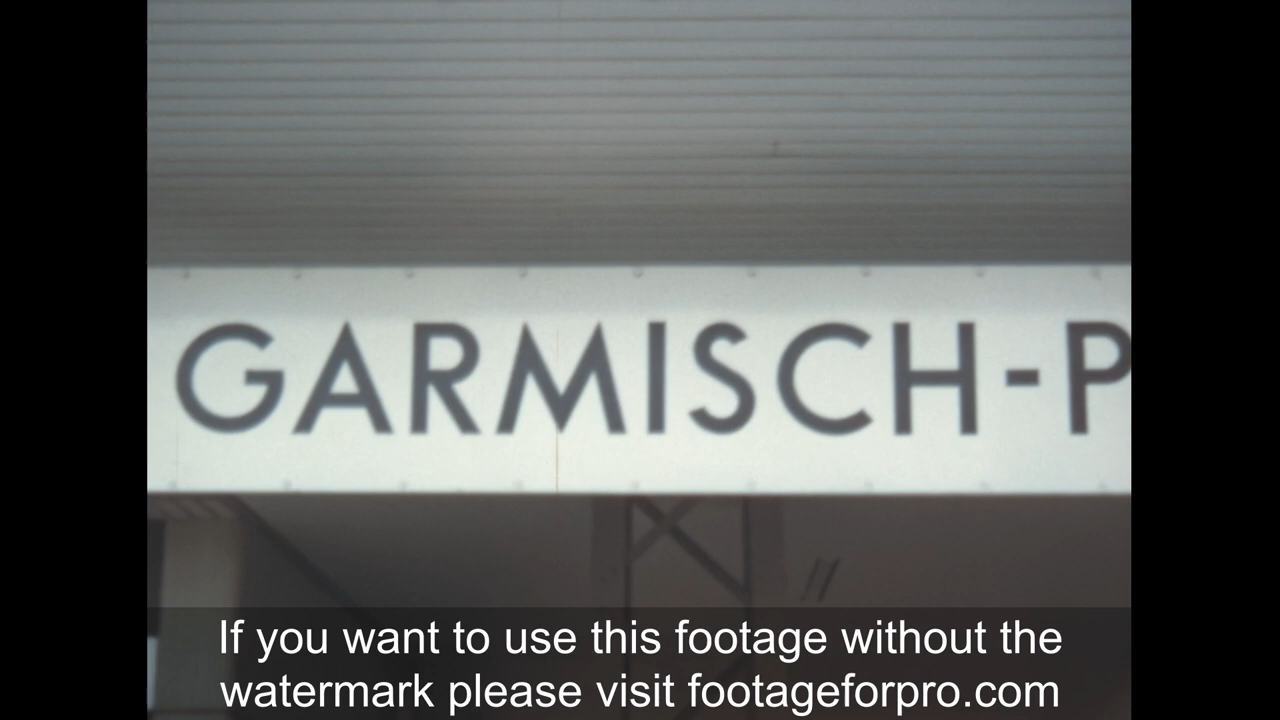 GARMISCH-P
If you want to use this footage without the
watermark please visit footageforpro.com